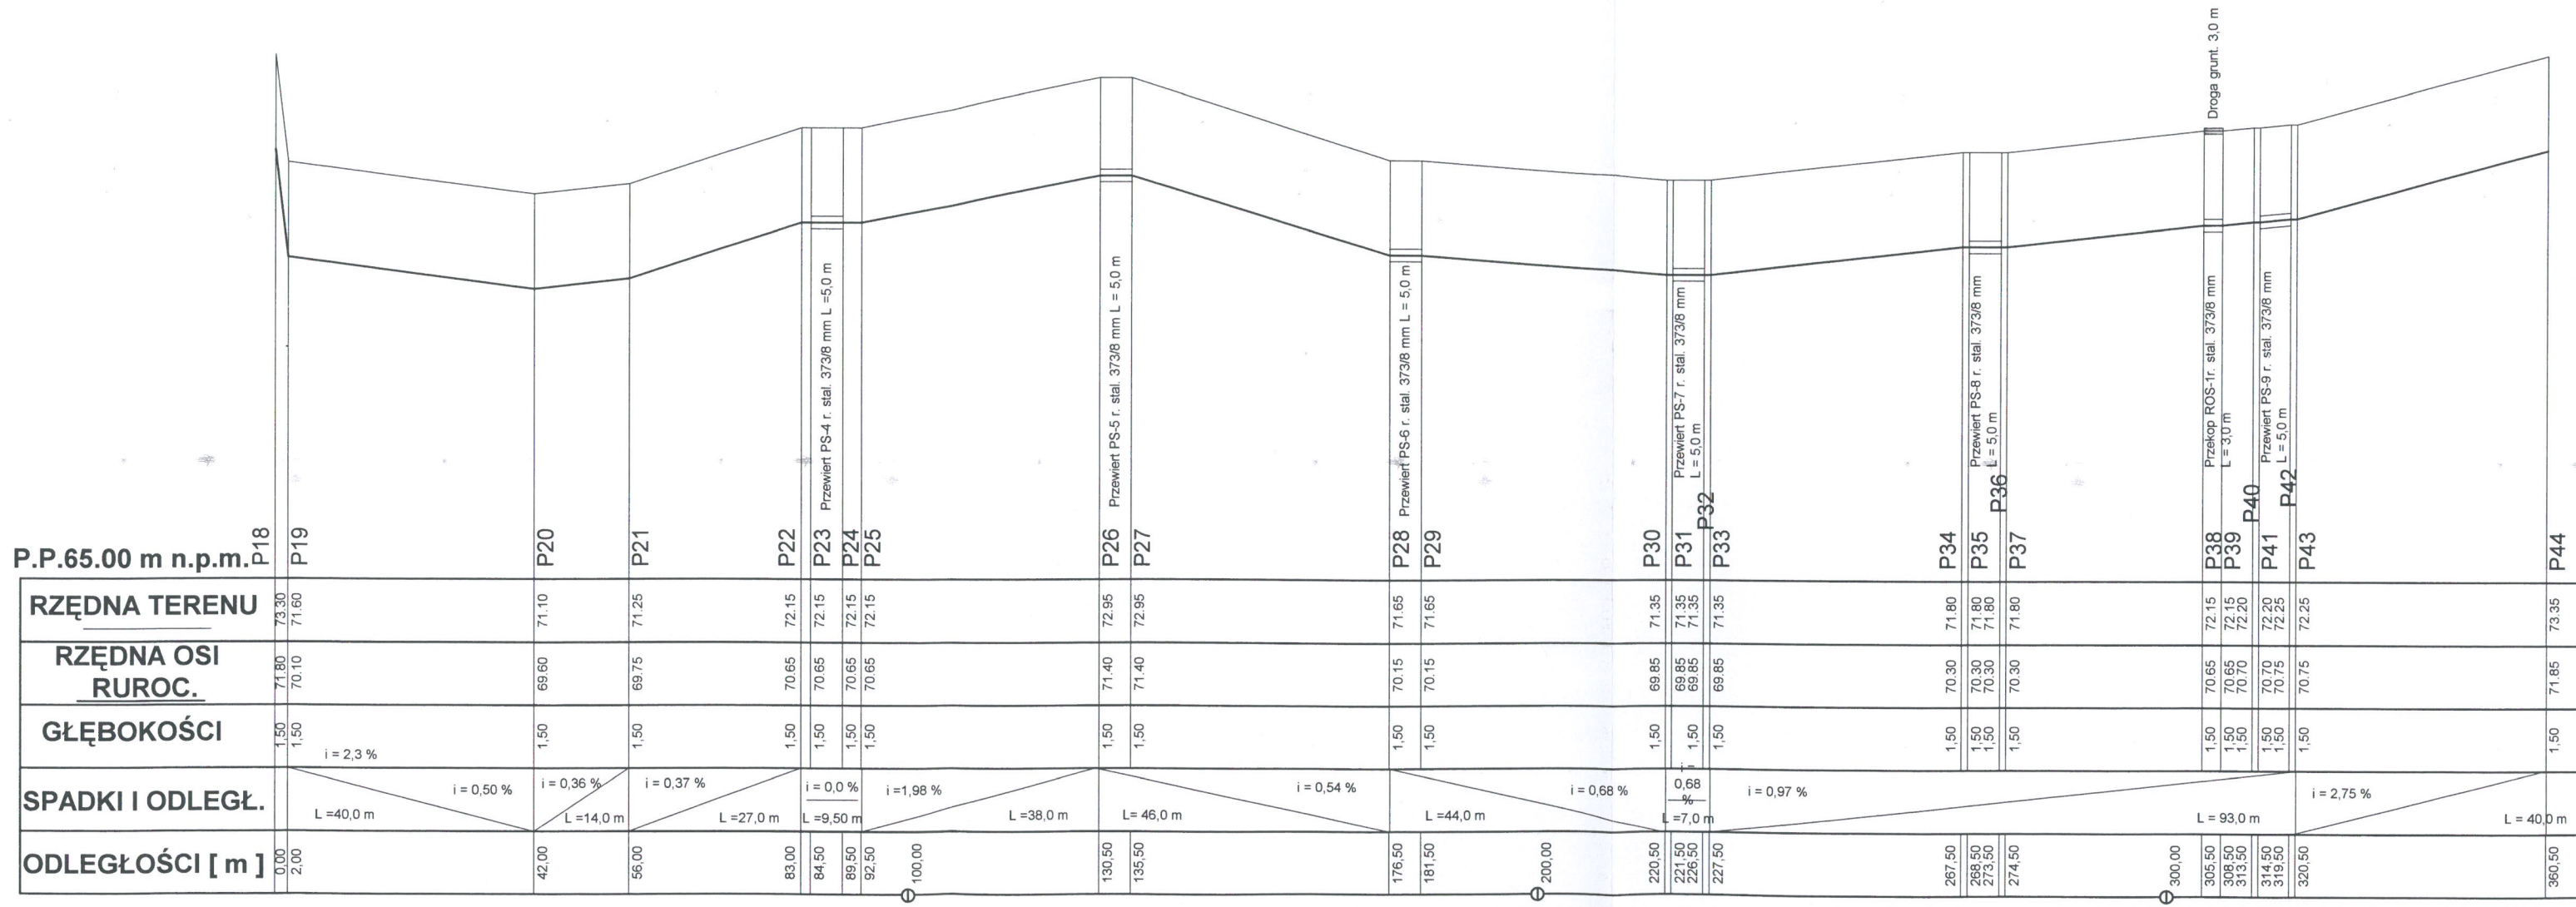 Droga grunt. 3,0 m
Przewiert PS-4 r. stal. 373/8 mm L =5,0 m
Przewiert PS-5 r. stal. 373/8 mm L = 5,0 m
Przewiert PS-6 r. stal. 373/8 mm L = 5,0 m
Przewiert PS-7 r. stal. 373/8 mm
L = 5,0 m
Przewiert PS-8 r. stal. 373/8 mm
L = 5,0 m
Przekop ROS-1r. stal. 373/8 mm
L = 3,0 m
Przewiert PS-9 r. stal. 373/8 mm
L = 5,0 m
P.P.65.00 m n.p.m. P18 P19 P20 P21 P22 P23 P24 P25 P26 P27 P28 P29 P30 P31 P32 P33 P34 P35 P36 P37 P38 P39 P40 P41 P42 P43 P44
RZĘDNA TERENU 73.30 71.60 71.10 71.25 72.15 72.15 72.15 72.15 72.95 72.95 71.65 71.65 71.35 71.35 71.35 71.35 71.80 71.80 71.80 71.80 72.15 72.15 72.20 72.20 72.25 72.25 73.35
RZĘDNA OSI
RUROC. 71.80 70.10 69.60 69.75 70.65 70.65 70.65 70.65 71.40 71.40 70.15 70.15 69.85 69.85 69.85 69.85 70.30 70.30 70.30 70.30 70.65 70.65 70.70 70.70 70.75 70.75 71.85
GŁĘBOKOŚCI 1,50 1,50 1,50 1,50 1,50 1,50 1,50 1,50 1,50 1,50 1,50 1,50 1,50 1,50 1,50 1,50 1,50 1,50 1,50 1,50 1,50 1,50 1,50 1,50 1,50 1,50
i = 2,3 %
SPADKI I ODLEGŁ.
i = 0,50 % i = 0,36 % i = 0,37 % i = 0,0 % i =1,98 % i = 0,54 % i = 0,68 % i = 0,68 % i = 0,97 % i = 2,75 %
L =40,0 m L =14,0 m L =27,0 m L =9,50 m L =38,0 m L= 46,0 m L =44,0 m L =7,0 m L = 93,0 m L = 40,0 m
ODLEGŁOŚCI [ m ] 0,00 2,00 42,00 56,00 83,00 84,50 89,50 92,50 100,00 130,50 135,50 176,50 181,50 200,00 220,50 221,50 226,50 227,50 267,50 268,50 273,50 274,50 300,00 305,50 308,50 313,50 314,50 319,50 320,50 360,50